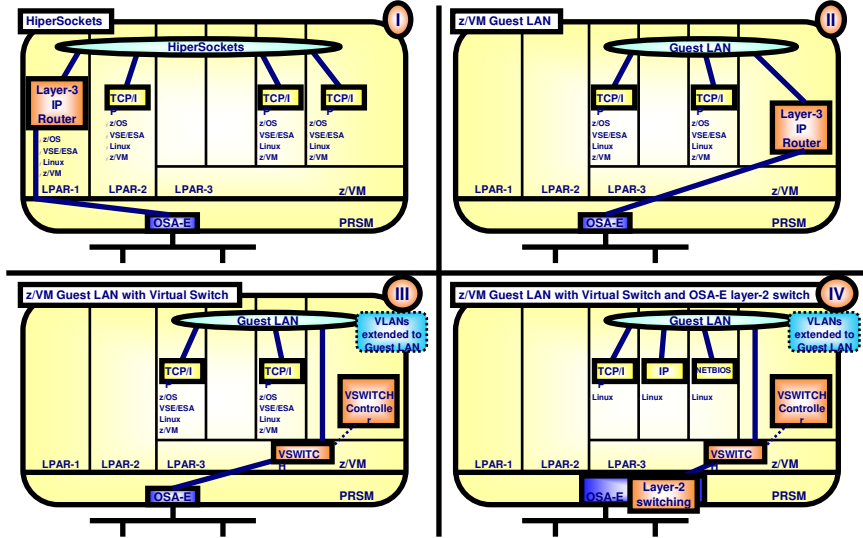 HiperSockets
I
HiperSockets
Layer-3
IP
Router
TCP/I
P
TCP/I
P
TCP/I
P
z/OS
VSE/ESA
Linux
z/VM
z/OS
VSE/ESA
Linux
z/VM
z/OS
VSE/ESA
Linux
z/VM
z/OS
VSE/ESA
Linux
z/VM
LPAR-1
LPAR-2
LPAR-3
z/VM
OSA-E
PRSM
z/VM Guest LAN
II
Guest LAN
TCP/I
P
TCP/I
P
Layer-3
IP
Router
z/OS
VSE/ESA
Linux
z/VM
z/OS
VSE/ESA
Linux
z/VM
LPAR-1
LPAR-2
LPAR-3
z/VM
OSA-E
PRSM
z/VM Guest LAN with Virtual Switch
III
Guest LAN
VLANs
extended to
Guest LAN
TCP/I
P
TCP/I
P
z/OS
VSE/ESA
Linux
z/VM
z/OS
VSE/ESA
Linux
z/VM
VSWITCH
Controlle
r
VSWITC
H
LPAR-1
LPAR-2
LPAR-3
z/VM
OSA-E
PRSM
z/VM Guest LAN with Virtual Switch and OSA-E layer-2 switch
IV
Guest LAN
VLANs
extended to
Guest LAN
TCP/I
P
IP
NETBIOS
Linux
Linux
Linux
VSWITCH
Controlle
r
VSWITC
H
LPAR-1
LPAR-2
LPAR-3
z/VM
OSA-E
Layer-2
switching
PRSM